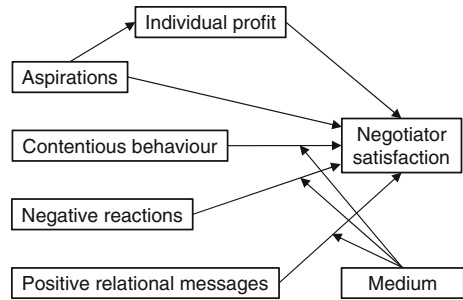 Individual profit
Aspirations
Contentious behaviour
Negotiator
satisfaction
Negative reactions
Positive relational messages
Medium